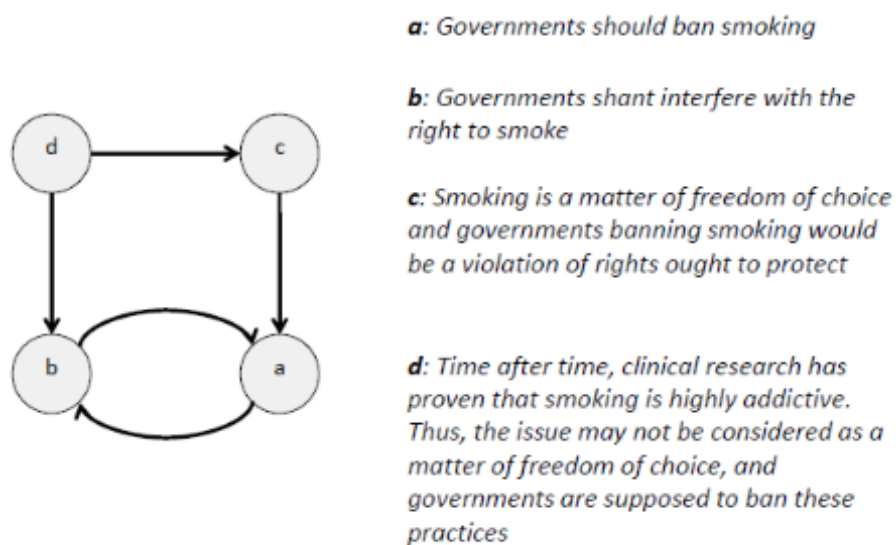 a: Governments should ban smoking
b: Governments shant interfere with the
right to smoke
d
c
c: Smoking is a matter of freedom of choice
and governments banning smoking would
be a violation of rights ought to protect
b
a
d: Time after time, clinical research has
proven that smoking is highly addictive.
Thus, the issue may not be considered as a
matter of freedom of choice, and
governments are supposed to ban these
practices